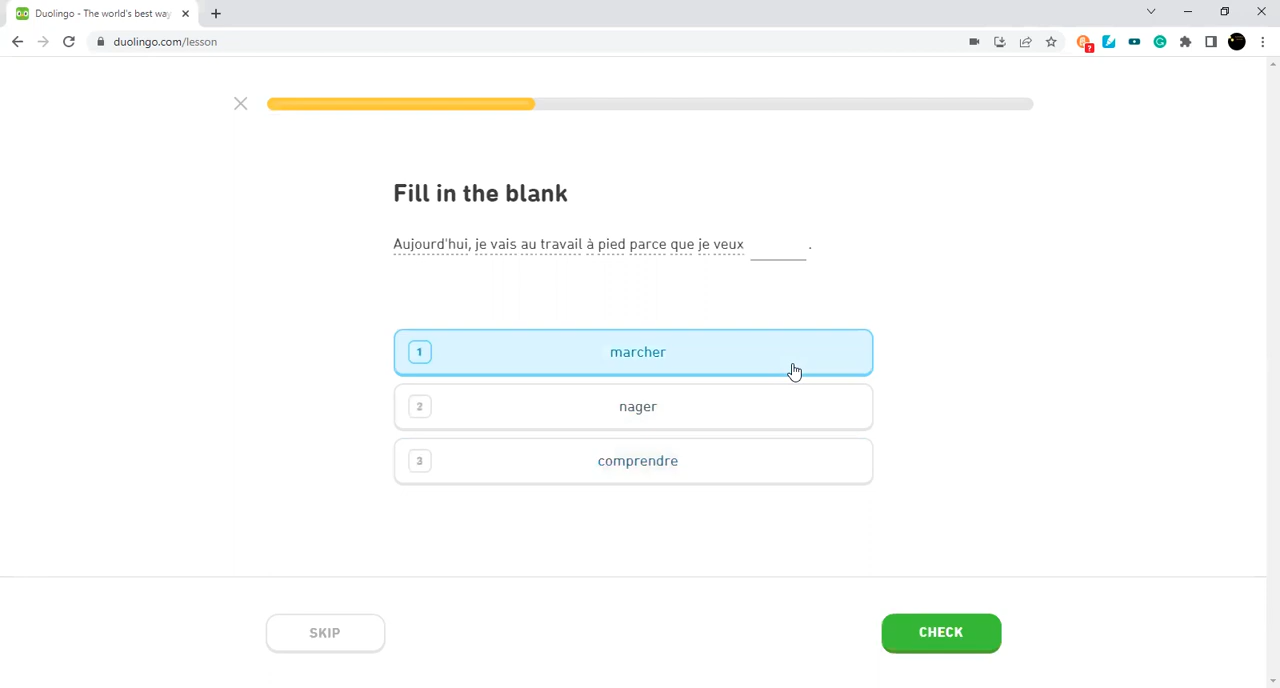 Duolingo - The world's best way
duolingo.com/lesson
?
Fill in the blank
Aujourd'hui, je vais au travail à pied parce que je veux ______ .
1 marcher
2 nager
3 comprendre
SKIP
CHECK